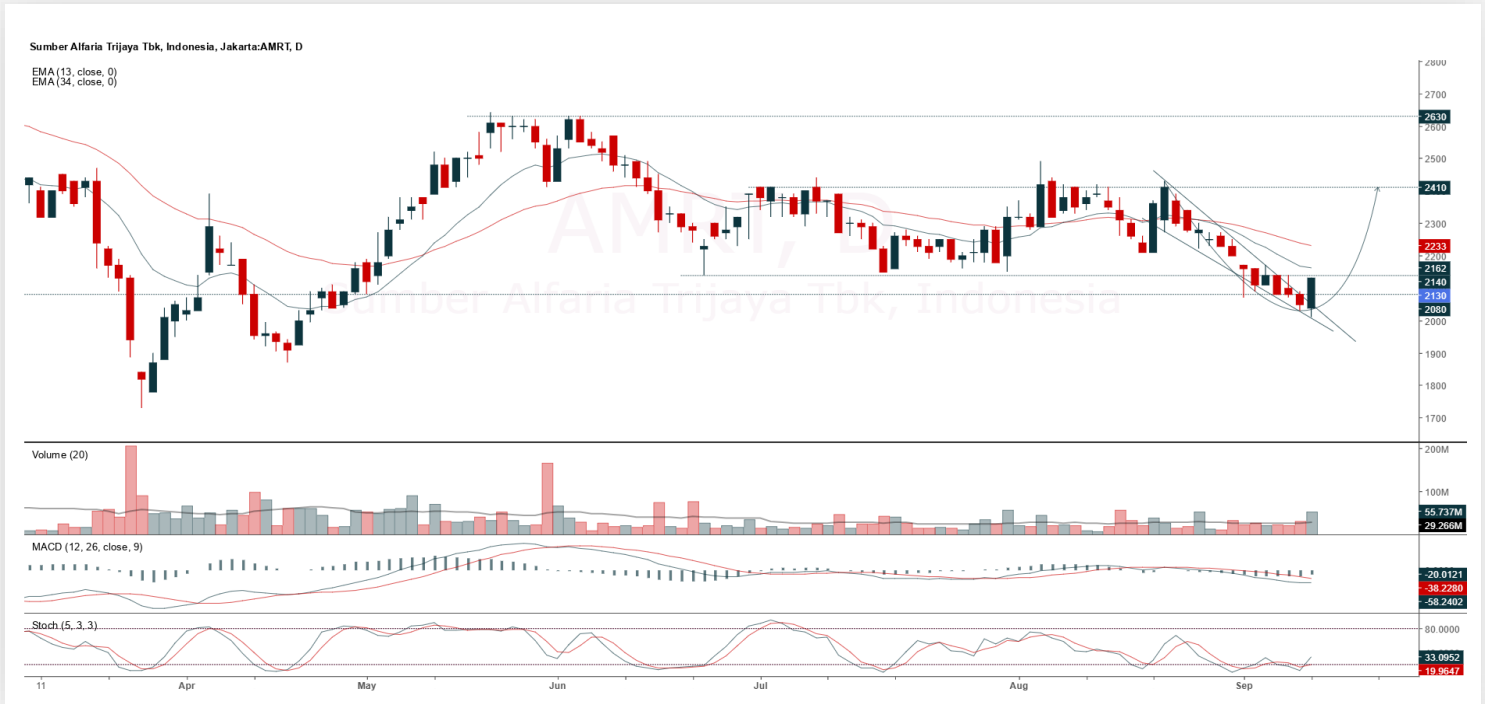 Sumber Alfaria Trijaya Tbk, Indonesia, Jakarta:AMRT, D
EMA (13, close, 0)
EMA (34, close, 0)
2800
2700
2630
2600
2500
2410
2300
2233
2200
2162
2140
2130
2080
2000
1900
1800
1700
AMRT, D
Sumber Alfaria Trijaya Tbk, Indonesia
Volume (20)
200M
100M
55.737M
29.266M
MACD (12, 26, close, 9)
-20.0121
-38.2280
-58.2402
Stoch (5, 3, 3)
80.0000
33.0952
19.9647
11 Apr May Jun Jul Aug Sep